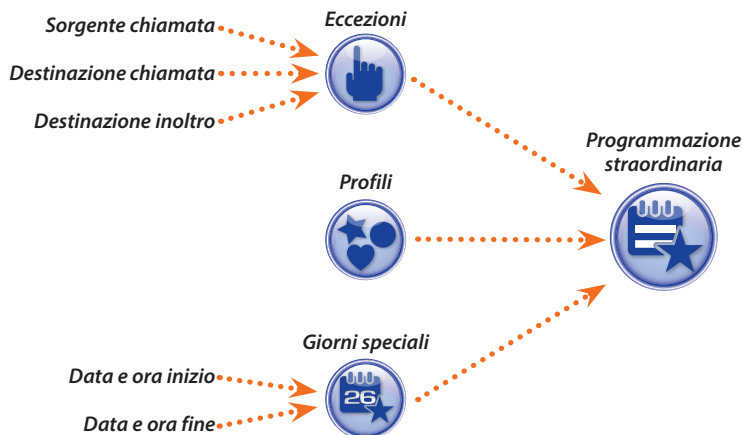 Eccezioni
Sorgente chiamata
Destinazione chiamata
Destinazione inoltro
Programmazione
straordinaria
Profili
Giorni speciali
26
Data e ora inizio
Data e ora fine